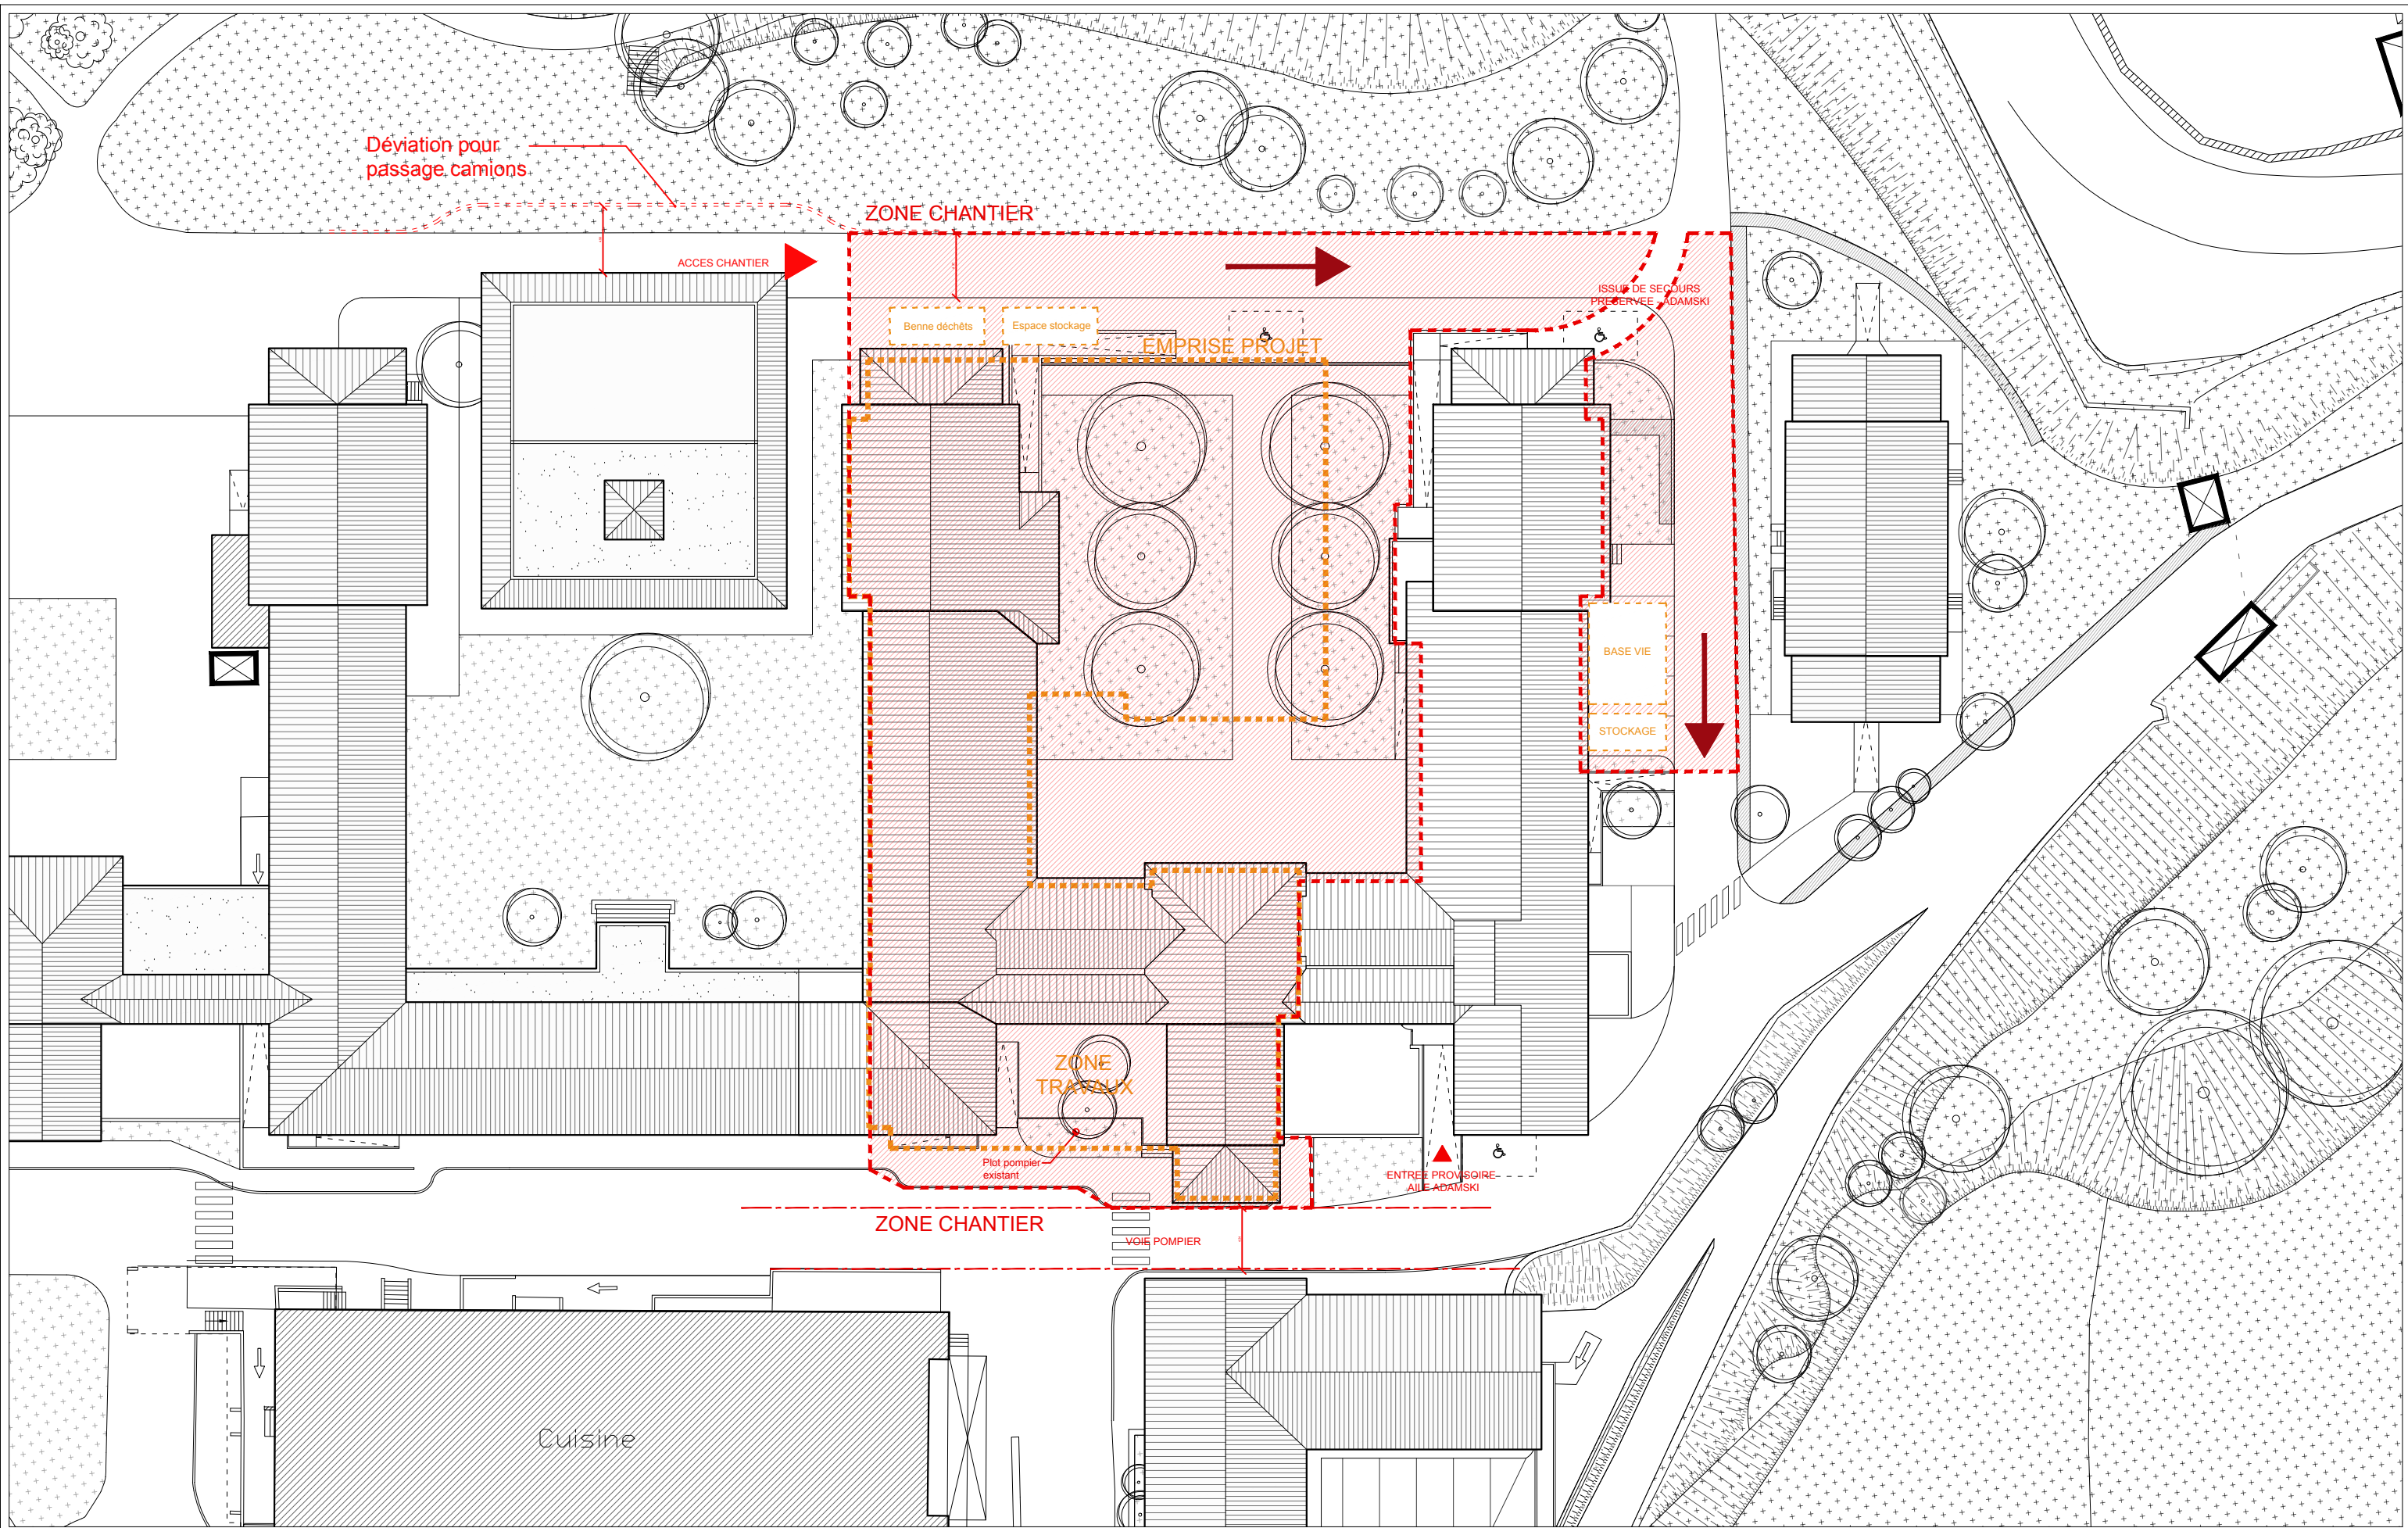 Déviation pour
passage camions
ZONE CHANTIER
ACCES CHANTIER
ISSUE DE SECOURS
PRESERVEE - ADAMSKI
Benne déchêts
Espace stockage
EMPRISE PROJET
BASE VIE
STOCKAGE
ZONE
TRAVAUX
Plot pompier
existant
ENTREE PROVISOIRE
AILE ADAMSKI
ZONE CHANTIER
VOIE POMPIER
Cuisine